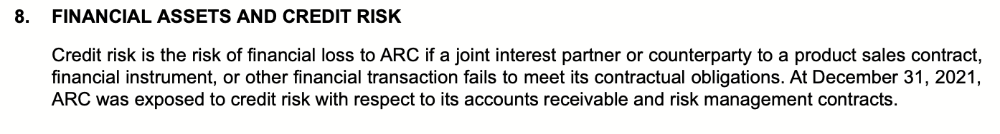 8. FINANCIAL ASSETS AND CREDIT RISK
Credit risk is the risk of financial loss to ARC if a joint interest partner or counterparty to a product sales contract,
financial instrument, or other financial transaction fails to meet its contractual obligations. At December 31, 2021,
ARC was exposed to credit risk with respect to its accounts receivable and risk management contracts.